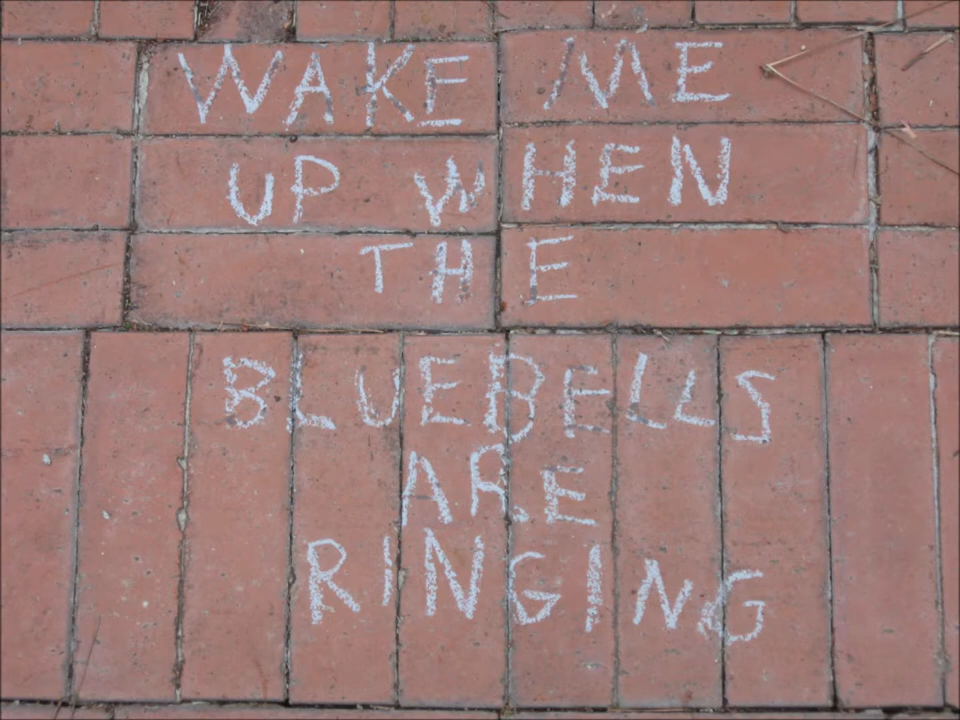 WAKE ME
UP WHEN
THE
BLUEBELLS
ARE
RINGING